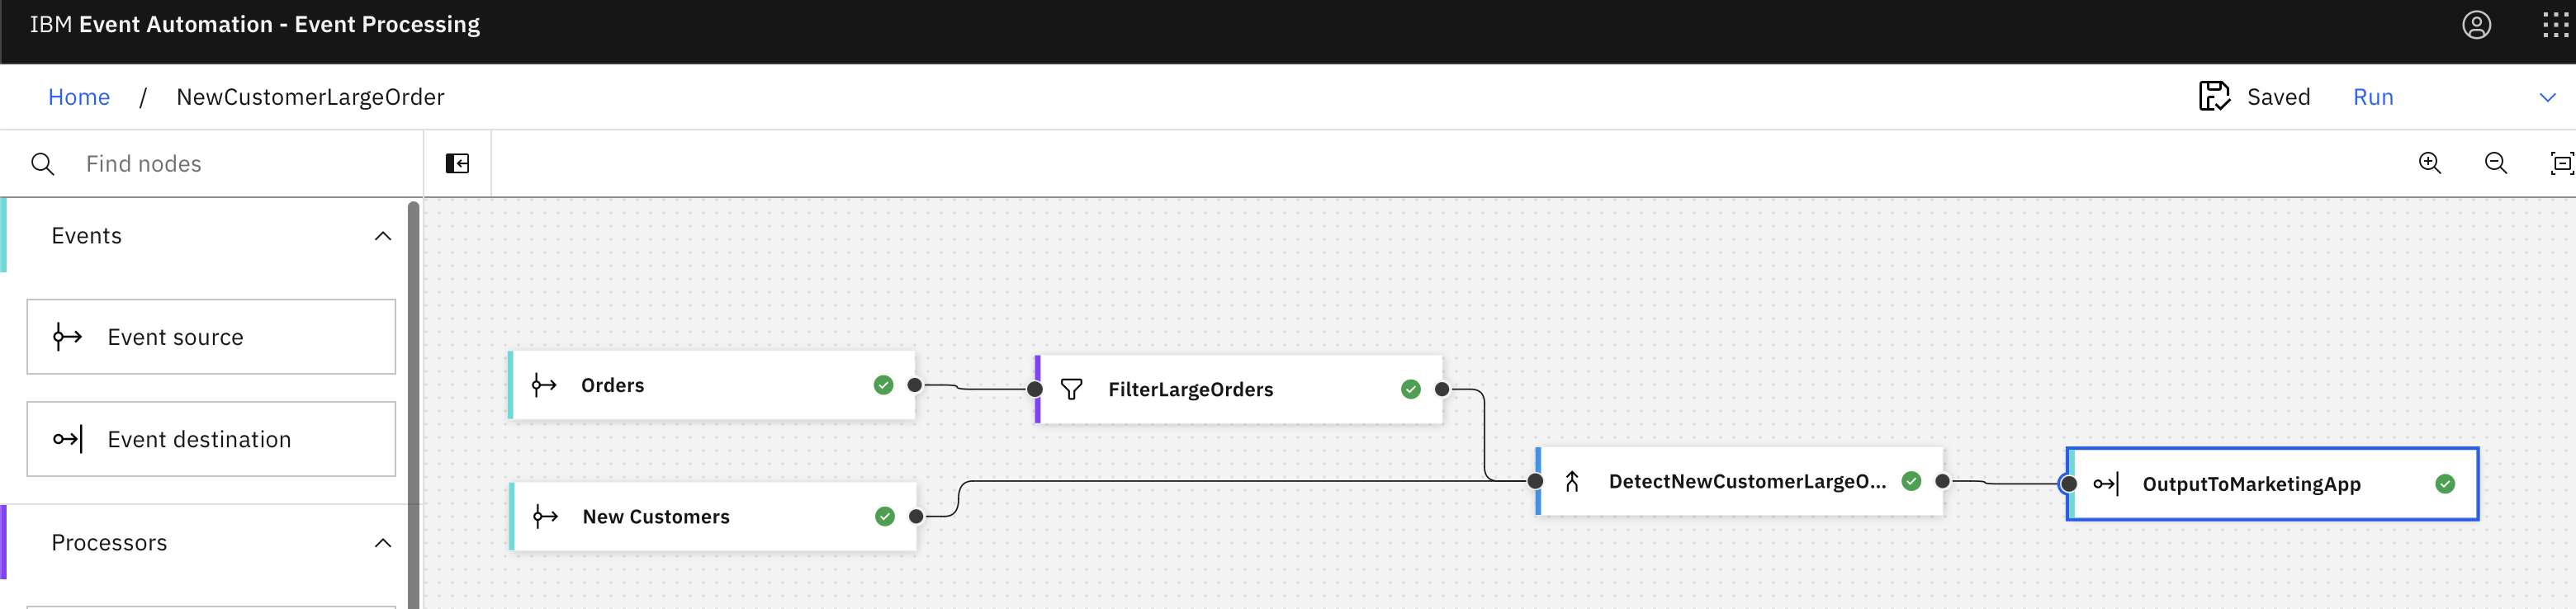 IBM Event Automation - Event Processing
Home / NewCustomerLargeOrder
Saved
Run
Find nodes
Events
Event source
Event destination
Processors
Orders
FilterLargeOrders
New Customers
DetectNewCustomerLargeO...
OutputToMarketingApp